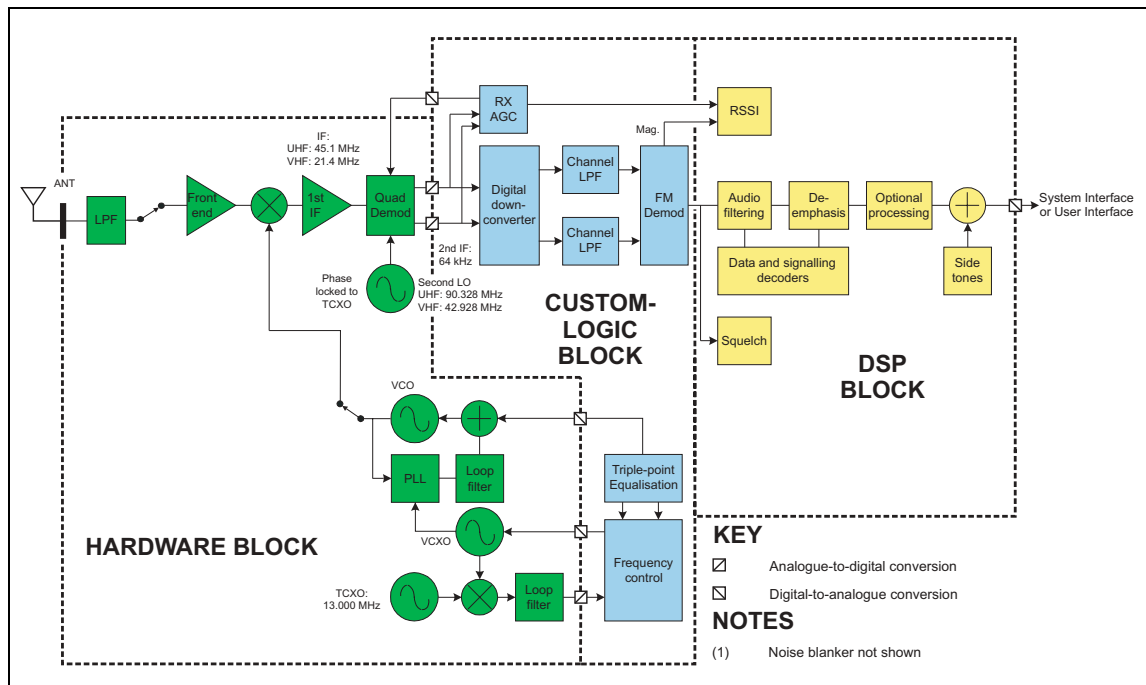 RX
AGC
RSSI
IF:
UHF: 45.1 MHz
VHF: 21.4 MHz
Mag.
ANT
LPF
Front
end
1st
IF
Quad
Demod
Digital
down-
converter
Channel
LPF
Channel
LPF
FM
Demod
Audio
filtering
De-
emphasis
Optional
processing
System Interface
or User Interface
2nd IF:
64 kHz
Data and signalling
decoders
Side
tones
Phase
locked to
TCXO
Second LO
UHF: 90.328 MHz
VHF: 42.928 MHz
CUSTOM-
LOGIC
BLOCK
Squelch
DSP
BLOCK
VCO
PLL
Loop
filter
Triple-point
Equalisation
VCXO
HARDWARE BLOCK
Frequency
control
TCXO:
13.000 MHz
Loop
filter
KEY
Analogue-to-digital conversion
Digital-to-analogue conversion
NOTES
(1) Noise blanker not shown